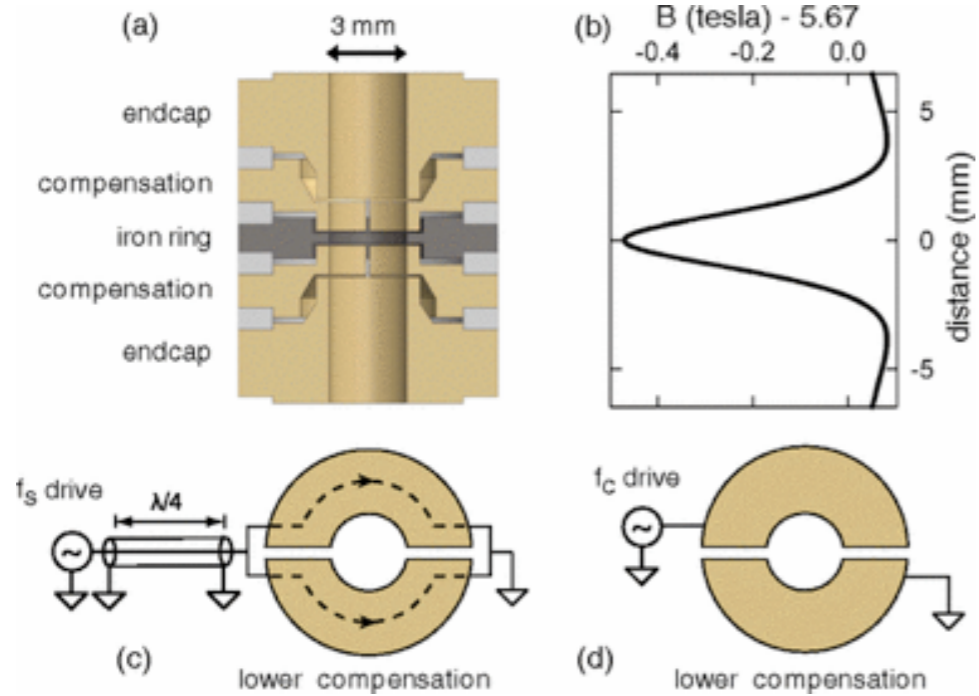 (a)
3 mm
endcap
compensation
iron ring
compensation
endcap
(b)
B (tesla) - 5.67
-0.4 -0.2 0.0
5
0
-5
distance (mm)
fS drive
λ/4
~
(c)
lower compensation
fC drive
~
(d)
lower compensation